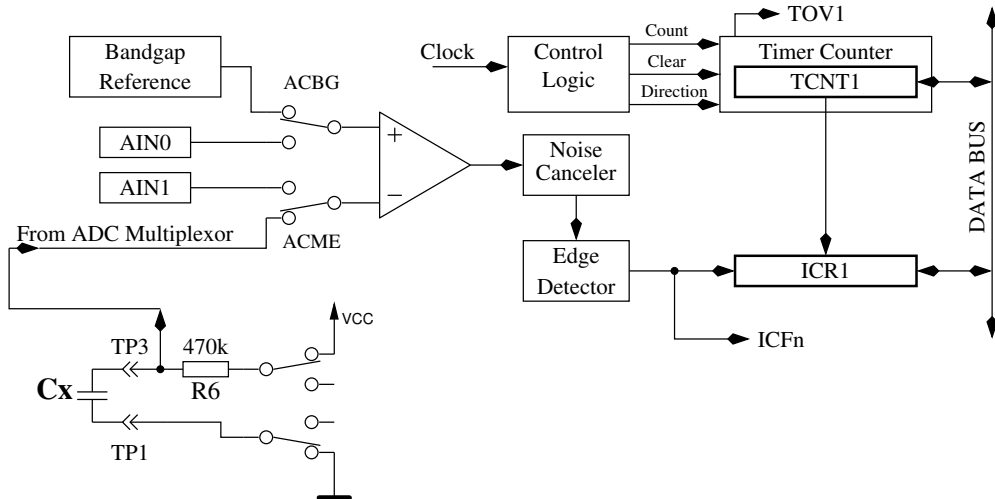 TOV1
Bandgap
Reference
ACBG
Clock
Control
Logic
Count
Clear
Direction
Timer Counter
TCNT1
AIN0
AIN1
+
−
Noise
Canceler
DATA BUS
From ADC Multiplexor
ACME
Edge
Detector
ICR1
ICFn
VCC
TP3
470k
R6
Cx
TP1